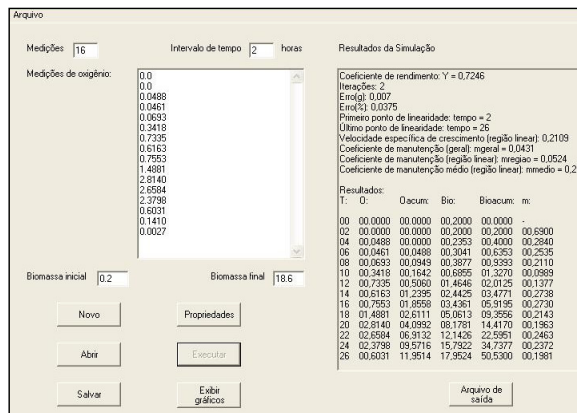 Arquivo
Medições 16
Intervalo de tempo 2 horas
Medições de oxigênio:
0.0
0.0
0.0488
0.0461
0.0693
0.3418
0.7335
0.6163
0.7553
1.4881
2.8140
2.6584
2.3798
0.6031
0.1410
0.0027
Biomassa inicial 0.2
Biomassa final 18.6
Novo
Propriedades
Abrir
Executar
Salvar
Exibir
gráficos
Resultados da Simulação
Coeficiente de rendimento: Y = 0,7246
Iterações: 2
Erro(g): 0,007
Erro(%): 0,0375
Primeiro ponto de linearidade: tempo = 2
Último ponto de linearidade: tempo = 26
Velocidade específica de crescimento (região linear): 0,2109
Coeficiente de manutenção (geral): mgeral = 0,0431
Coeficiente de manutenção (região linear): mregiao = 0,0524
Coeficiente de manutenção médio (região linear): mmedio = 0,2
Resultados:
T: O: Oacum: Bio: Bioacum: m:
00 00.0000 00.0000 00,2000 00.0000 -
02 00.0000 00.0000 00,2000 00.0000 00,6900
04 00,0488 00.0000 00,2353 00,4000 00,2840
06 00,0461 00,0488 00,3041 00,6353 00,2535
08 00,0693 00,0949 00,3877 00,9393 00,2110
10 00,3418 00,1642 00,6855 01,3270 00,0989
12 00,7335 00,5060 01,4646 02,0125 00,1377
14 00,6163 01,2395 02,4425 03,4771 00,2738
16 00,7553 01,8558 03,4361 05,9195 00,2730
18 01,4881 02,6111 05,0613 09,3556 00,2143
20 02,8140 04,0992 08,1781 14,4170 00,1963
22 02,6584 06,9132 12,1426 22,5951 00,2463
24 02,3798 09,5716 15,7922 34,7377 00,2372
26 00,6031 11,9514 17,9524 50,5300 00,1981
Arquivo de
saída